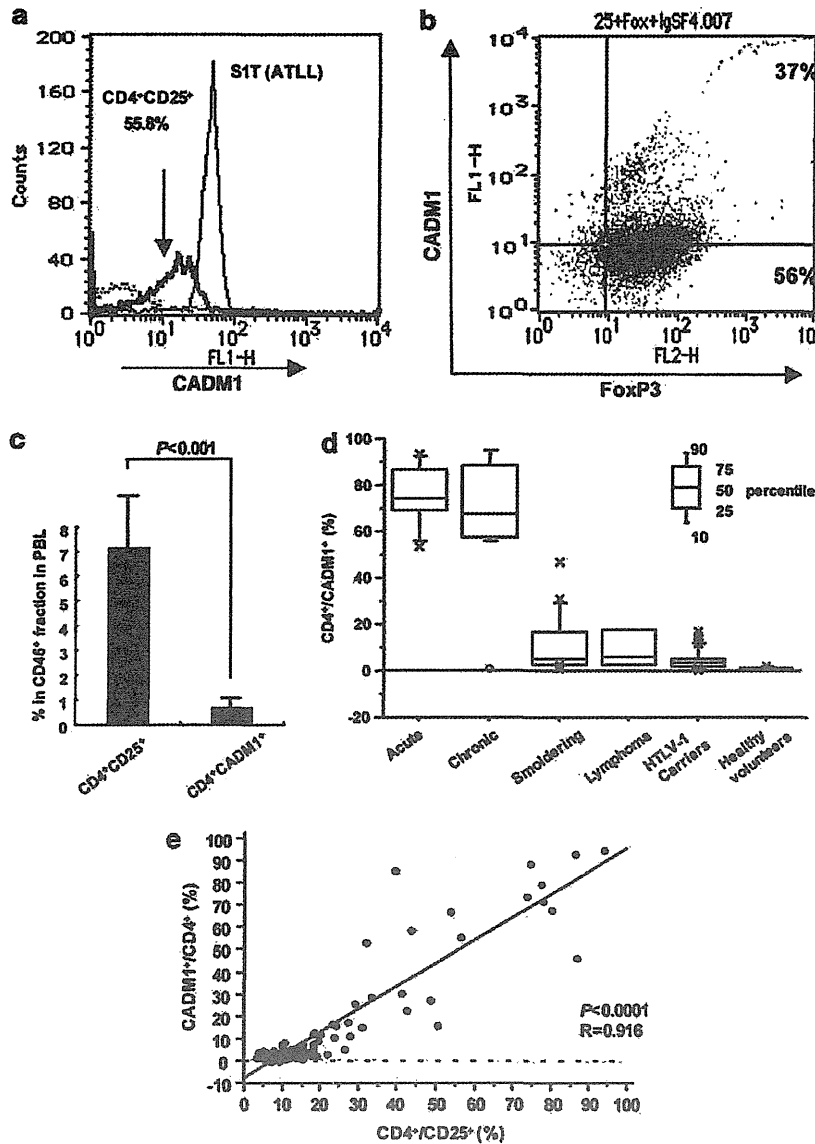 a
200
160
120
80
40
0
Counts
CD4⁺CD25⁺
55.8%
S1T (ATLL)
10⁰ 10¹ 10² 10³ 10⁴
FL1-H
CADM1
b
25+Fox+IgSF4.007
10⁴
10³
10²
10¹
10⁰
CADM1
FL1-H
37%
56%
10⁰ 10¹ 10² 10³ 10⁴
FL2-H
FoxP3
c
P<0.001
8
7
6
5
4
3
2
1
0
% in CD46⁺ fraction in PBL
CD4⁺CD25⁺
CD4⁺CADM1⁺
d
100
80
60
40
20
0
-20
CD4⁺/CADM1⁺ (%)
90
75
50 percentile
25
10
Acute
Chronic
Smoldering
Lymphoma
HTLV-1
Carriers
Healthy
volunteers
e
100
90
80
70
60
50
40
30
20
10
0
-10
CADM1⁺/CD4⁺ (%)
P<0.0001
R=0.916
0 10 20 30 40 50 60 70 80 90 100
CD4⁺/CD25⁺ (%)